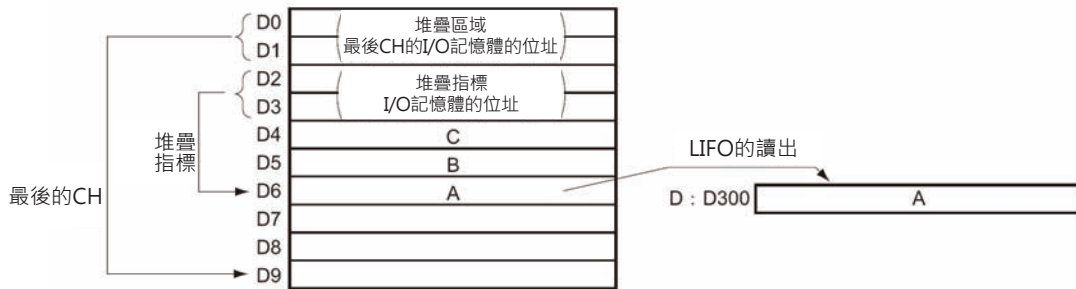 D0
堆疊區域
D1
最後CH的I/O記憶體的位址
D2
堆疊指標
D3
I/O記憶體的位址
D4
C
堆疊
指標
D5
B
LIFO的讀出
最後的CH
D6
A
D：D300
A
D7
D8
D9